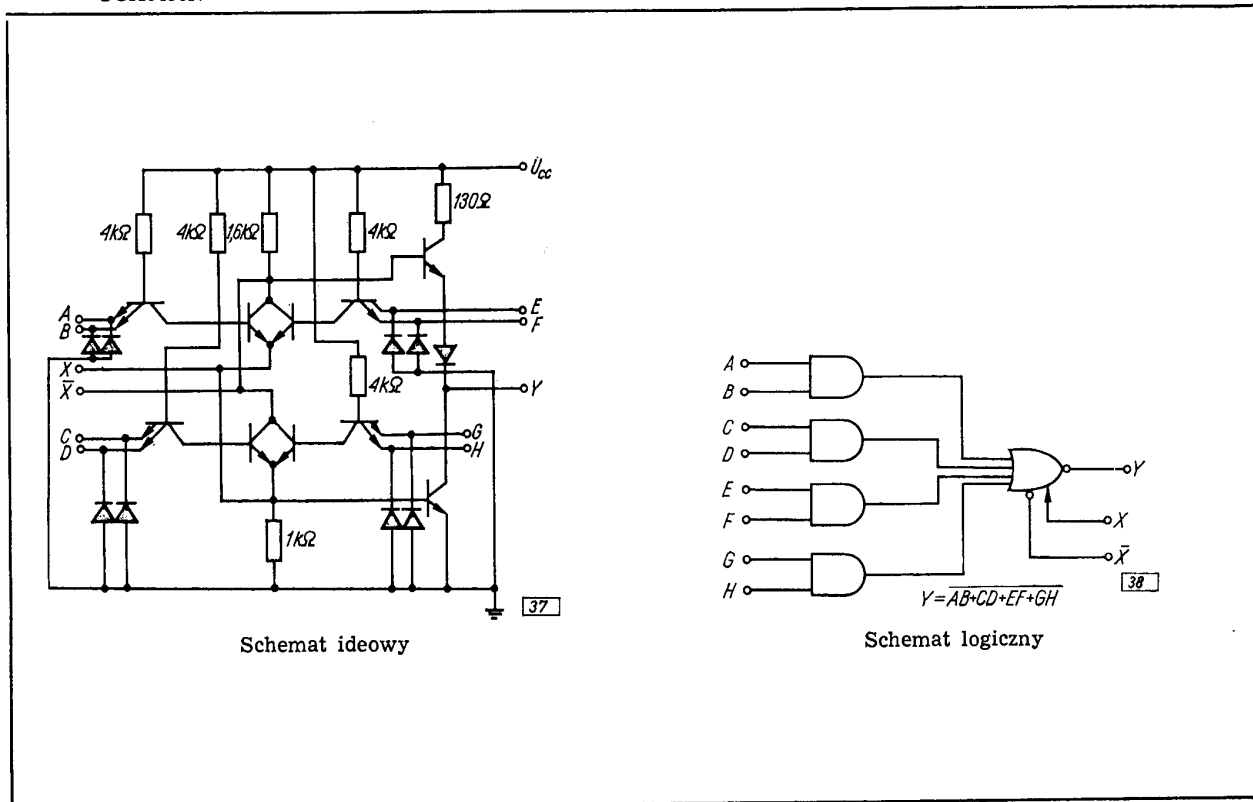 U_cc
130Ω
4kΩ
4kΩ
1,6kΩ
4kΩ
A
B
E
F
X
X̅
4kΩ
Y
C
D
G
H
1kΩ
37
Schemat ideowy
A
B
C
D
E
F
G
H
Y
X
X̅
Y=\overline{AB+CD+EF+GH}
38
Schemat logiczny